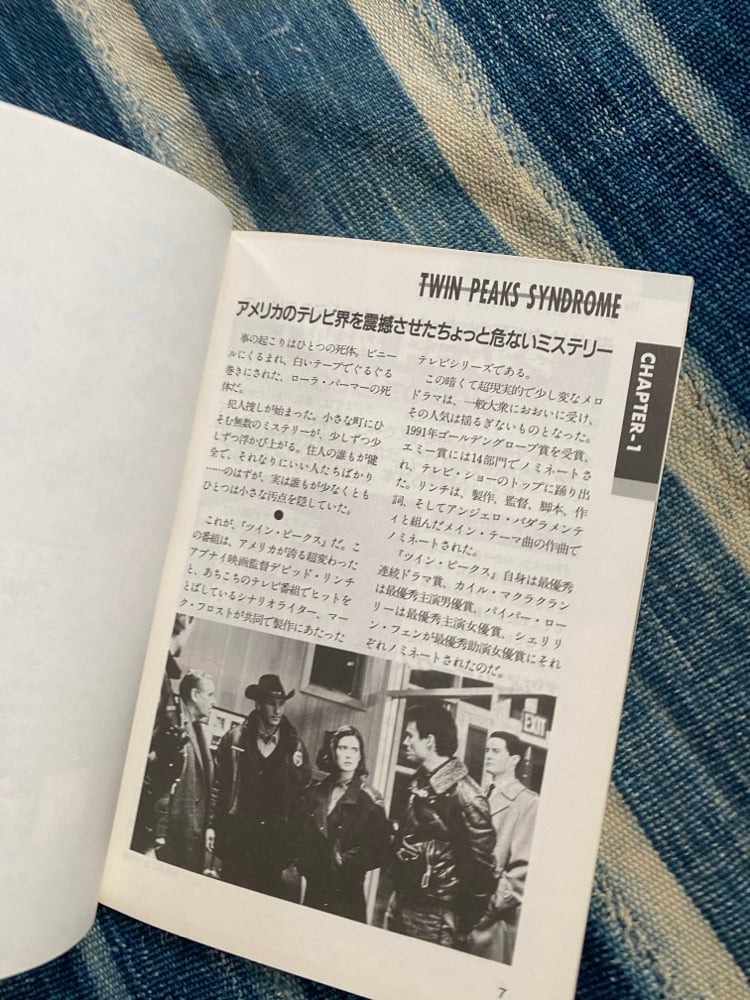 TWIN PEAKS SYNDROME
アメリカのテレビ界を震撼させたちょっと危ないミステリー
CHAPTER-1
事の起こりはひとつの死体。ビニー
ルにくるまれ、白いテープでぐるぐる
巻きにされた、ローラ・パーマーの死
体だ。
犯人捜しが始まった。小さな町にひ
そむ無数のミステリーが、少しずつ少
しずつ浮かび上がる。住人の誰もが健
全で、それなりにいい人たちばかり
……のはずが、実は誰もが少なくとも
ひとつは小さな汚点を隠していた。
●
これが、『ツイン・ピークス』だ。こ
の番組は、アメリカが誇る超変わった
アブナイ映画監督デビッド・リンチ
と、あちこちのテレビ番組でヒットを
とばしているシナリオライター、マー
ク・フロストが共同で製作にあたった
テレビシリーズである。
この暗くて超現実的で少し変なメロ
ドラマは、一般大衆におおいに受け、
その人気は揺るぎないものとなった。
1991年ゴールデングローブ賞を受賞、
エミー賞には14部門でノミネートさ
れ、テレビ・ショーのトップに踊り出
た。リンチは、製作、監督、脚本、作
詞、そしてアンジェロ・バダラメンテ
ィと組んだメイン・テーマ曲の作曲で
ノミネートされた。
『ツイン・ピークス』自身は最優秀
連続ドラマ賞、カイル・マクラクラン
は最優秀主演男優賞、パイパー・ロー
リーは最優秀主演女優賞、シェリリ
ン・フェンが最優秀助演女優賞にそれ
ぞれノミネートされたのだ。
EXIT
7